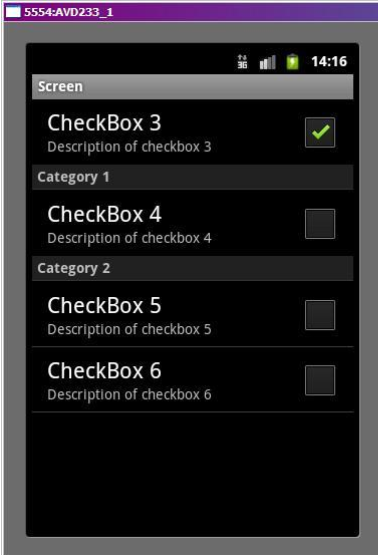 5554:AVD233_1
3G 14:16
Screen
CheckBox 3
Description of checkbox 3
Category 1
CheckBox 4
Description of checkbox 4
Category 2
CheckBox 5
Description of checkbox 5
CheckBox 6
Description of checkbox 6